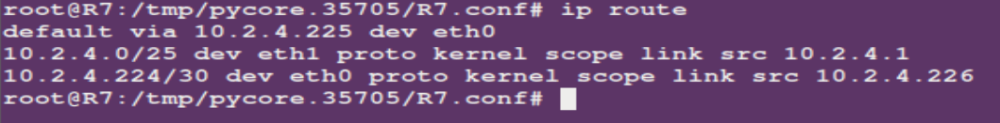 root@R7:/tmp/pycore.35705/R7.conf# ip route
default via 10.2.4.225 dev eth0
10.2.4.0/25 dev eth1 proto kernel scope link src 10.2.4.1
10.2.4.224/30 dev eth0 proto kernel scope link src 10.2.4.226
root@R7:/tmp/pycore.35705/R7.conf#